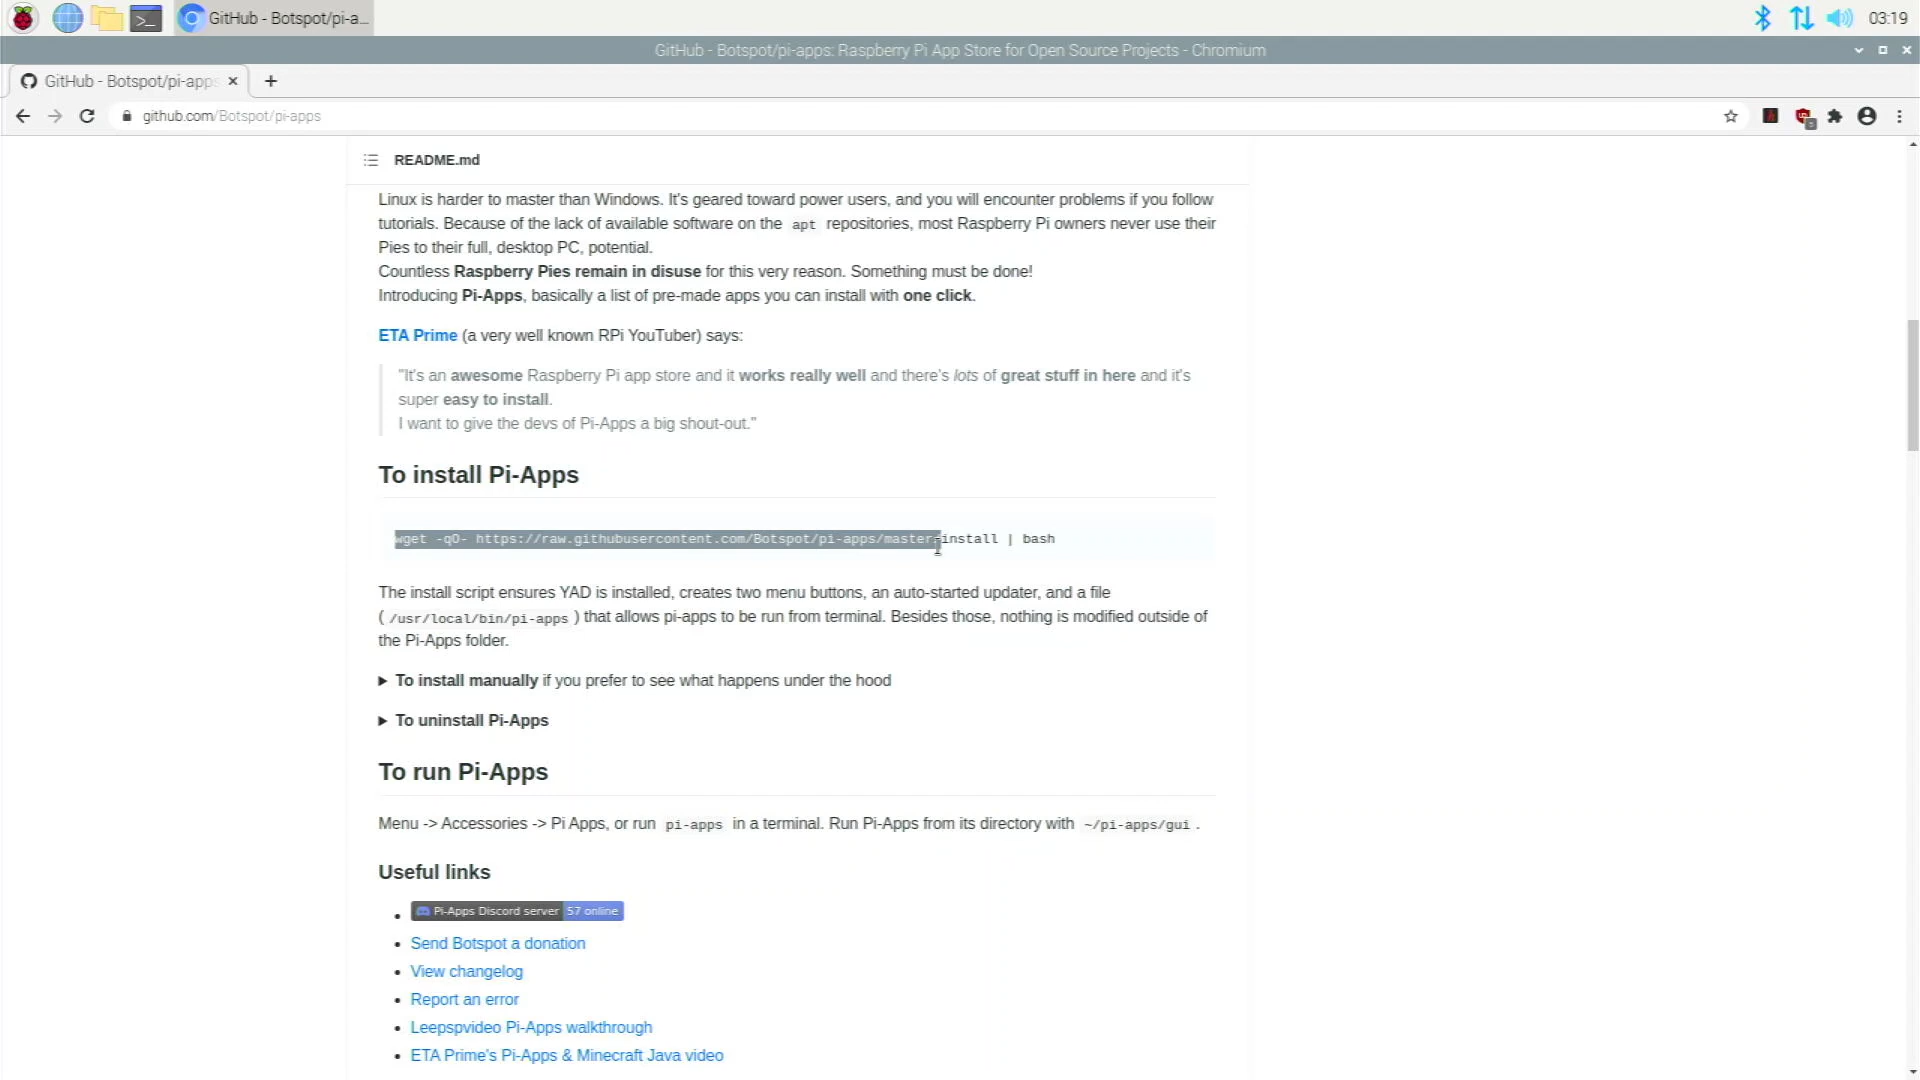 GitHub - Botspot/pi-a...
03:19
GitHub - Botspot/pi-apps: Raspberry Pi App Store for Open Source Projects - Chromium
GitHub - Botspot/pi-apps
github.com/Botspot/pi-apps
README.md
Linux is harder to master than Windows. It's geared toward power users, and you will encounter problems if you follow
tutorials. Because of the lack of available software on the apt repositories, most Raspberry Pi owners never use their
Pies to their full, desktop PC, potential.
Countless Raspberry Pies remain in disuse for this very reason. Something must be done!
Introducing Pi-Apps, basically a list of pre-made apps you can install with one click.
ETA Prime (a very well known RPi YouTuber) says:
"It's an awesome Raspberry Pi app store and it works really well and there's lots of great stuff in here and it's
super easy to install.
I want to give the devs of Pi-Apps a big shout-out."
To install Pi-Apps
wget -qO- https://raw.githubusercontent.com/Botspot/pi-apps/master/install | bash
The install script ensures YAD is installed, creates two menu buttons, an auto-started updater, and a file
( /usr/local/bin/pi-apps ) that allows pi-apps to be run from terminal. Besides those, nothing is modified outside of
the Pi-Apps folder.
To install manually if you prefer to see what happens under the hood
To uninstall Pi-Apps
To run Pi-Apps
Menu -> Accessories -> Pi Apps, or run pi-apps in a terminal. Run Pi-Apps from its directory with ~/pi-apps/gui .
Useful links
Pi-Apps Discord server 57 online
Send Botspot a donation
View changelog
Report an error
Leepspvideo Pi-Apps walkthrough
ETA Prime's Pi-Apps & Minecraft Java video